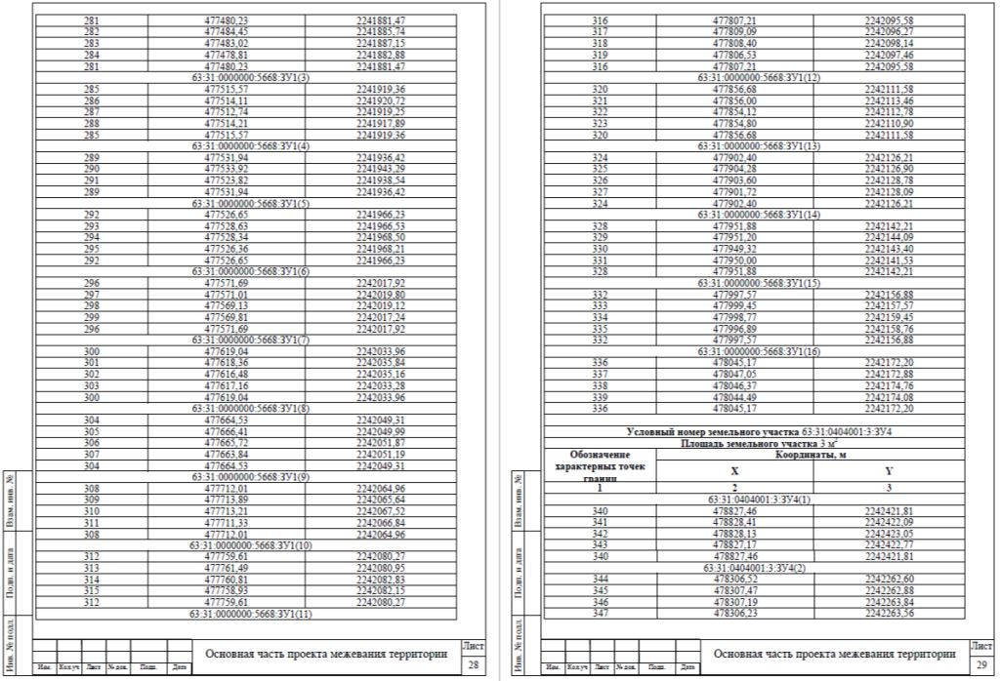 281 477480,23 2241881,47
282 477484,45 2241885,74
283 477483,02 2241887,15
284 477478,81 2241882,88
281 477480,23 2241881,47
63:31:0000000:5668:ЗУ1(3)
285 477515,57 2241919,36
286 477514,11 2241920,72
287 477512,74 2241919,25
288 477514,21 2241917,89
285 477515,57 2241919,36
63:31:0000000:5668:ЗУ1(4)
289 477531,94 2241936,42
290 477533,92 2241943,29
291 477523,82 2241938,54
289 477531,94 2241936,42
63:31:0000000:5668:ЗУ1(5)
292 477526,65 2241966,23
293 477528,63 2241966,53
294 477528,34 2241968,50
295 477526,36 2241968,21
292 477526,65 2241966,23
63:31:0000000:5668:ЗУ1(6)
296 477571,69 2242017,92
297 477571,01 2242019,80
298 477569,13 2242019,12
299 477569,81 2242017,24
296 477571,69 2242017,92
63:31:0000000:5668:ЗУ1(7)
300 477619,04 2242033,96
301 477618,36 2242035,84
302 477616,48 2242035,16
303 477617,16 2242033,28
300 477619,04 2242033,96
63:31:0000000:5668:ЗУ1(8)
304 477664,53 2242049,31
305 477666,41 2242049,99
306 477665,72 2242051,87
307 477663,84 2242051,19
304 477664,53 2242049,31
63:31:0000000:5668:ЗУ1(9)
308 477712,01 2242064,96
309 477713,89 2242065,64
310 477713,21 2242067,52
311 477711,33 2242066,84
308 477712,01 2242064,96
63:31:0000000:5668:ЗУ1(10)
312 477759,61 2242080,27
313 477761,49 2242080,95
314 477760,81 2242082,83
315 477758,93 2242082,15
312 477759,61 2242080,27
63:31:0000000:5668:ЗУ1(11)
Взам. инв. №
Подп. и дата
Инв. № подл.
Изм. Кол.уч Лист № док. Подп. Дата
Основная часть проекта межевания территории
Лист
28
316 477807,21 2242095,58
317 477809,09 2242096,27
318 477808,40 2242098,14
319 477806,53 2242097,46
316 477807,21 2242095,58
63:31:0000000:5668:ЗУ1(12)
320 477856,68 2242111,58
321 477856,00 2242113,46
322 477854,12 2242112,78
323 477854,80 2242110,90
320 477856,68 2242111,58
63:31:0000000:5668:ЗУ1(13)
324 477902,40 2242126,21
325 477904,28 2242126,90
326 477903,60 2242128,78
327 477901,72 2242128,09
324 477902,40 2242126,21
63:31:0000000:5668:ЗУ1(14)
328 477951,88 2242142,21
329 477951,20 2242144,09
330 477949,32 2242143,40
331 477950,00 2242141,53
328 477951,88 2242142,21
63:31:0000000:5668:ЗУ1(15)
332 477997,57 2242156,88
333 477999,45 2242157,57
334 477998,77 2242159,45
335 477996,89 2242158,76
332 477997,57 2242156,88
63:31:0000000:5668:ЗУ1(16)
336 478045,17 2242172,20
337 478047,05 2242172,88
338 478046,37 2242174,76
339 478044,49 2242174,08
336 478045,17 2242172,20
Условный номер земельного участка 63:31:0404001:3:ЗУ4
Площадь земельного участка 3 м²
Обозначение
характерных точек
границ
Координаты, м
X Y
1 2 3
63:31:0404001:3:ЗУ4(1)
340 478827,46 2242421,81
341 478828,41 2242422,09
342 478828,13 2242423,05
343 478827,17 2242422,77
340 478827,46 2242421,81
63:31:0404001:3:ЗУ4(2)
344 478306,52 2242262,60
345 478307,47 2242262,88
346 478307,19 2242263,84
347 478306,23 2242263,56
Взам. инв. №
Подп. и дата
Инв. № подл.
Изм. Кол.уч Лист № док. Подп. Дата
Основная часть проекта межевания территории
Лист
29